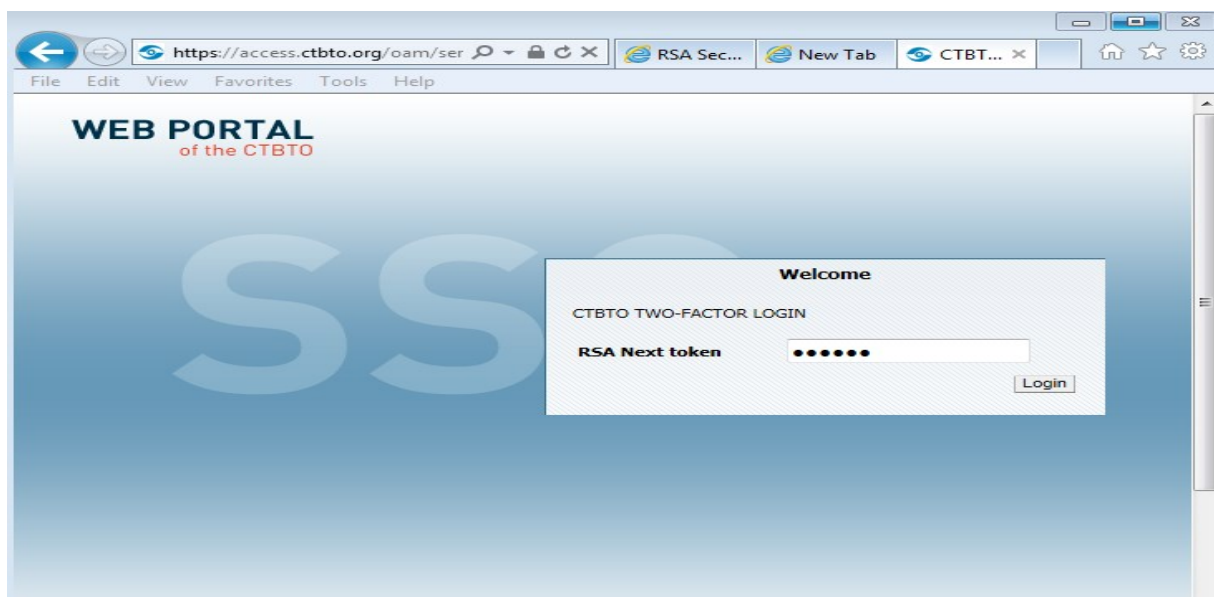 https://access.ctbto.org/oam/ser
RSA Sec...
New Tab
CTBT...
File Edit View Favorites Tools Help
WEB PORTAL
of the CTBTO
SSO
Welcome
CTBTO TWO-FACTOR LOGIN
RSA Next token ●●●●●●
Login